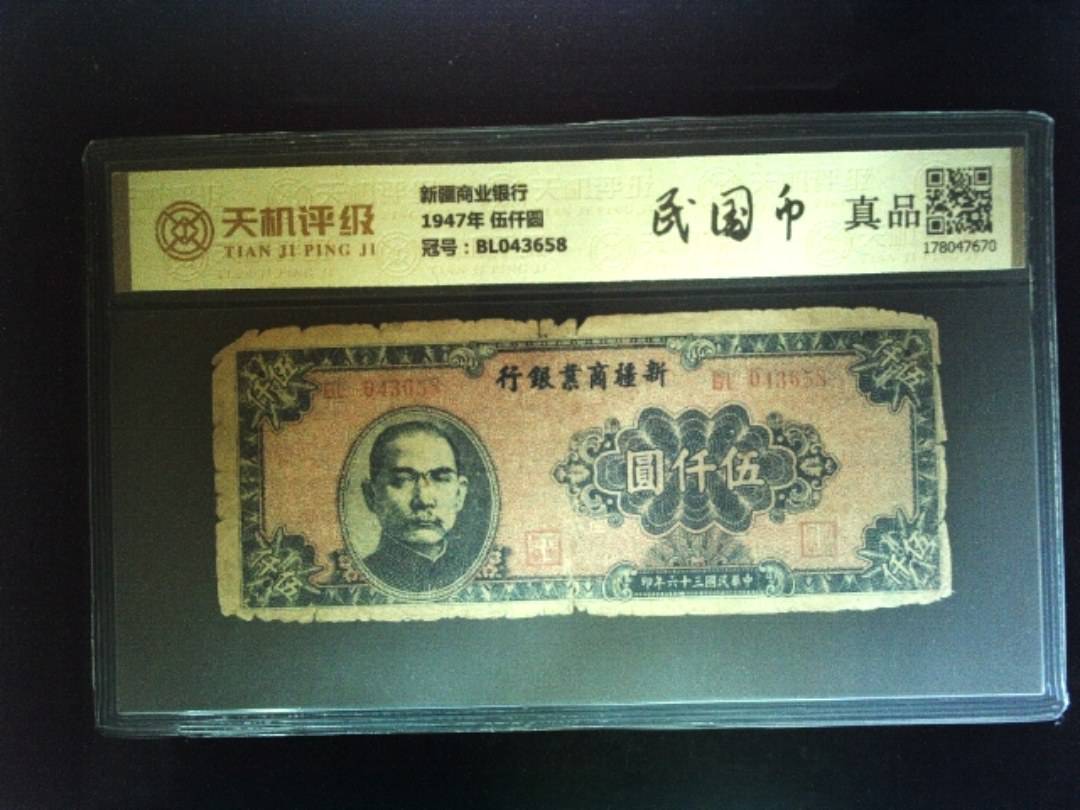 天机评级
TIAN JI PING JI
新疆商业银行
1947年 伍仟圆
冠号：BL043658
民国币
真品
178047670
行銀業商疆新
BL 043658
BL 043658
圓仟伍
印年六十三國民華中